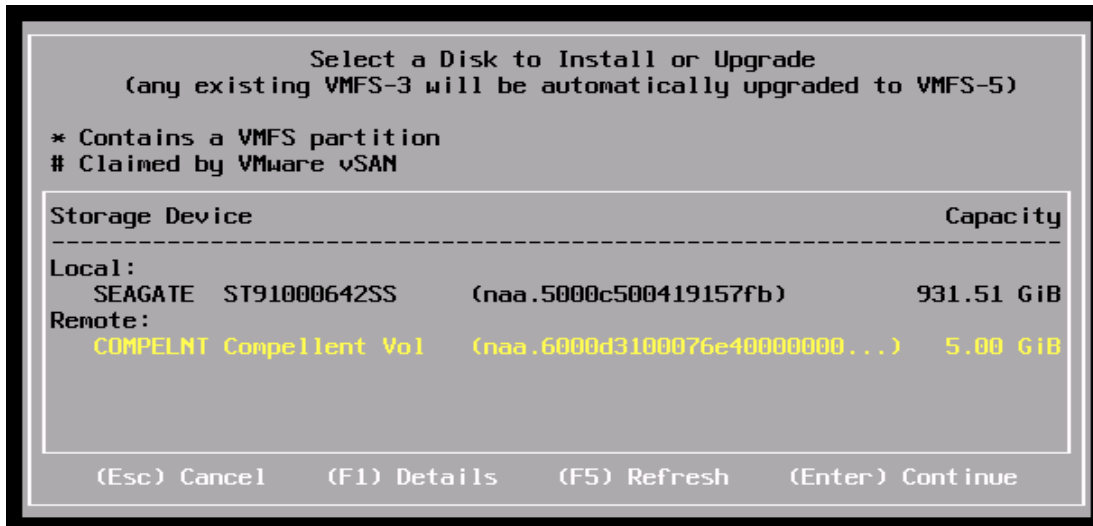 Select a Disk to Install or Upgrade
(any existing VMFS-3 will be automatically upgraded to VMFS-5)
* Contains a VMFS partition
# Claimed by VMware vSAN
Storage Device Capacity
----------------------------------------------------------------------
Local:
SEAGATE ST91000642SS (naa.5000c500419157fb) 931.51 GiB
Remote:
COMPELNT Compellent Vol (naa.6000d3100076e40000000...) 5.00 GiB
(Esc) Cancel (F1) Details (F5) Refresh (Enter) Continue